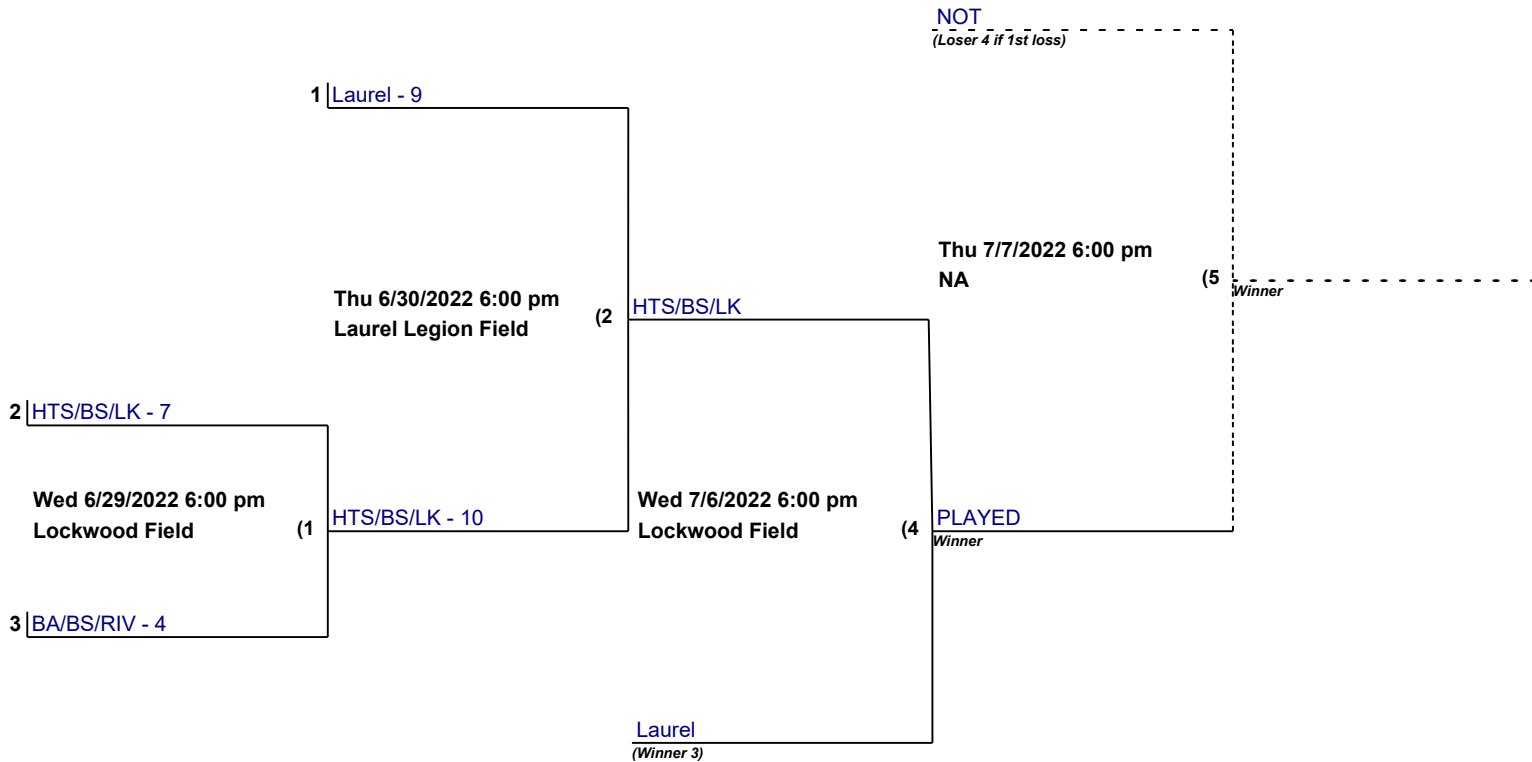 NOT
(Loser 4 if 1st loss)
1 Laurel - 9
Thu 7/7/2022 6:00 pm
NA
(5
Winner
Thu 6/30/2022 6:00 pm
Laurel Legion Field
(2
HTS/BS/LK
2 HTS/BS/LK - 7
Wed 6/29/2022 6:00 pm
Lockwood Field
(1
HTS/BS/LK - 10
Wed 7/6/2022 6:00 pm
Lockwood Field
(4
PLAYED
Winner
3 BA/BS/RIV - 4
Laurel
(Winner 3)